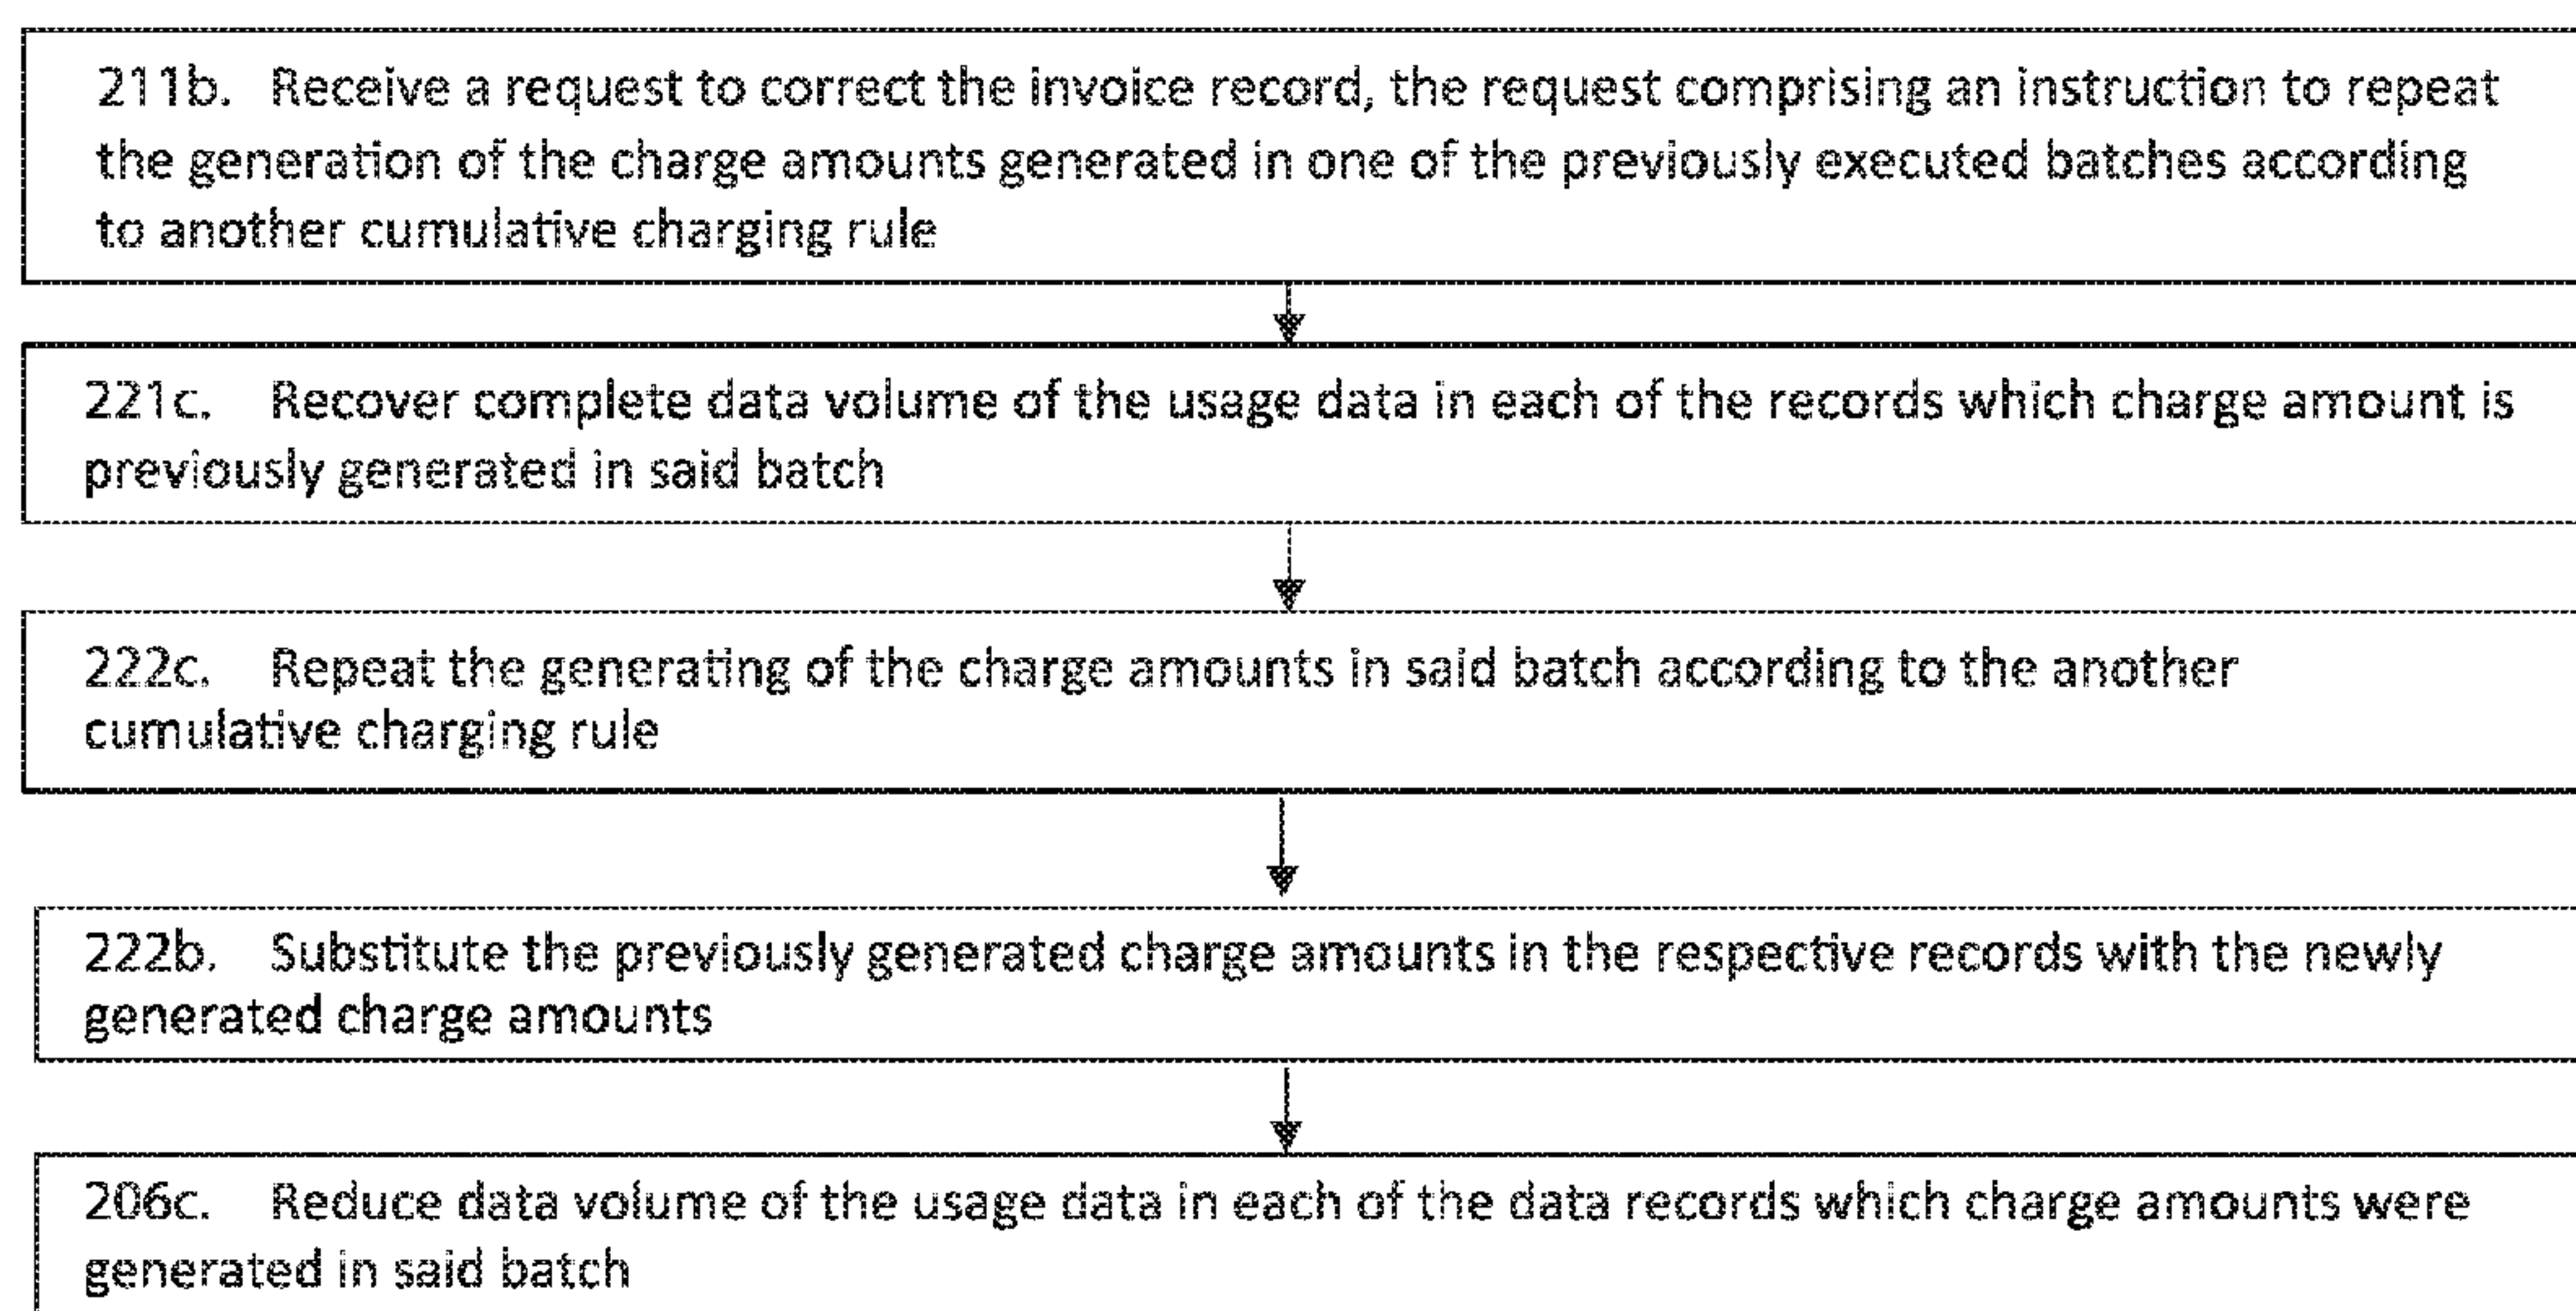 211b. Receive a request to correct the invoice record, the request comprising an instruction to repeat
the generation of the charge amounts generated in one of the previously executed batches according
to another cumulative charging rule
221c. Recover complete data volume of the usage data in each of the records which charge amount is
previously generated in said batch
222c. Repeat the generating of the charge amounts in said batch according to the another
cumulative charging rule
222b. Substitute the previously generated charge amounts in the respective records with the newly
generated charge amounts
206c. Reduce data volume of the usage data in each of the data records which charge amounts were
generated in said batch